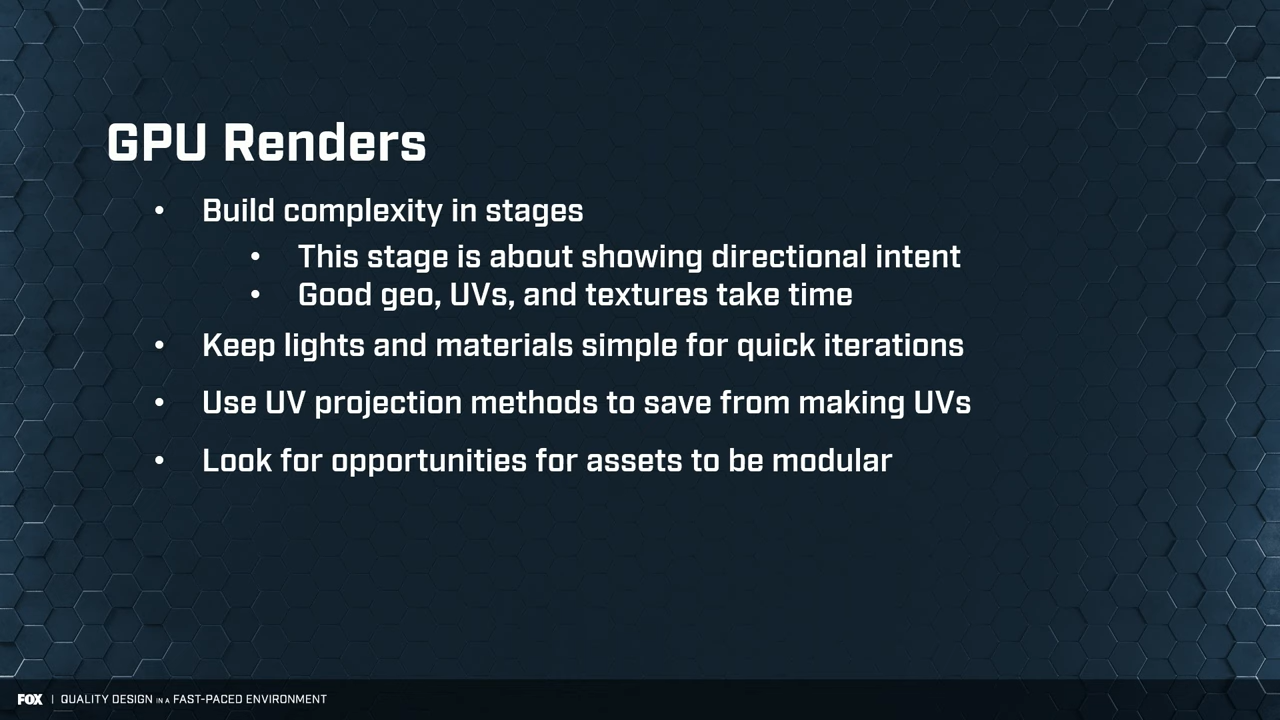 GPU Renders
• Build complexity in stages
• This stage is about showing directional intent
• Good geo, UVs, and textures take time
• Keep lights and materials simple for quick iterations
• Use UV projection methods to save from making UVs
• Look for opportunities for assets to be modular
FOX | QUALITY DESIGN IN A FAST-PACED ENVIRONMENT